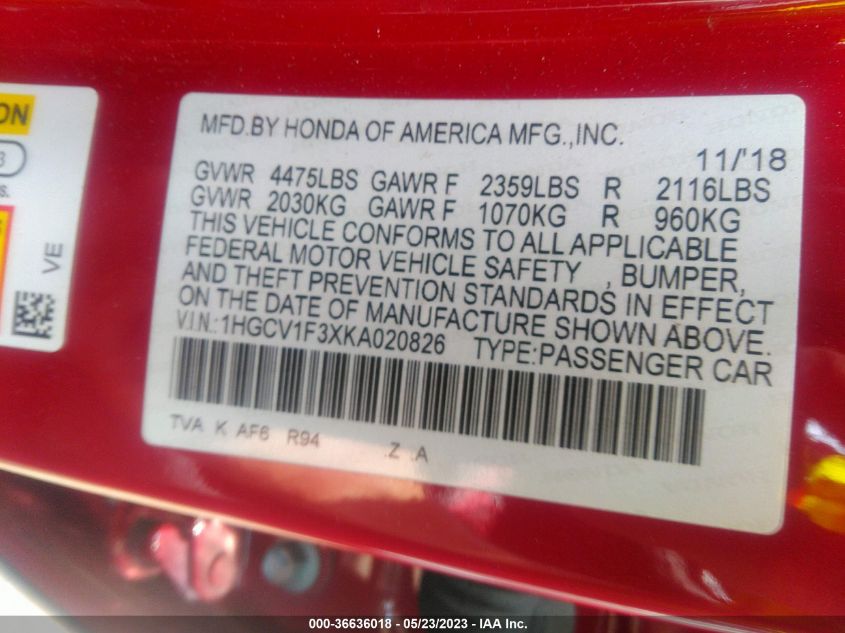 ON
3
s.
S
VE
MFD.BY HONDA OF AMERICA MFG.,INC.
11/'18
GVWR 4475LBS GAWR F 2359LBS R 2116LBS
GVWR 2030KG GAWR F 1070KG R 960KG
THIS VEHICLE CONFORMS TO ALL APPLICABLE
FEDERAL MOTOR VEHICLE SAFETY , BUMPER,
AND THEFT PREVENTION STANDARDS IN EFFECT
ON THE DATE OF MANUFACTURE SHOWN ABOVE.
V.I.N.:1HGCV1F3XKA020826 TYPE:PASSENGER CAR
TVA K AF6 R94 .Z .A
000-36636018 - 05/23/2023 - IAA Inc.